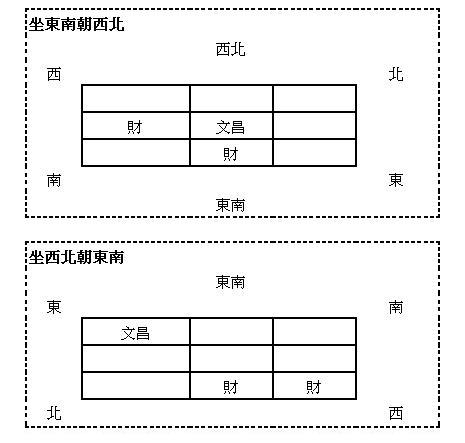 坐東南朝西北
西北
西 北
財 文昌
財
南 東
東南
坐西北朝東南
東南
東 南
文昌
財 財
北 西